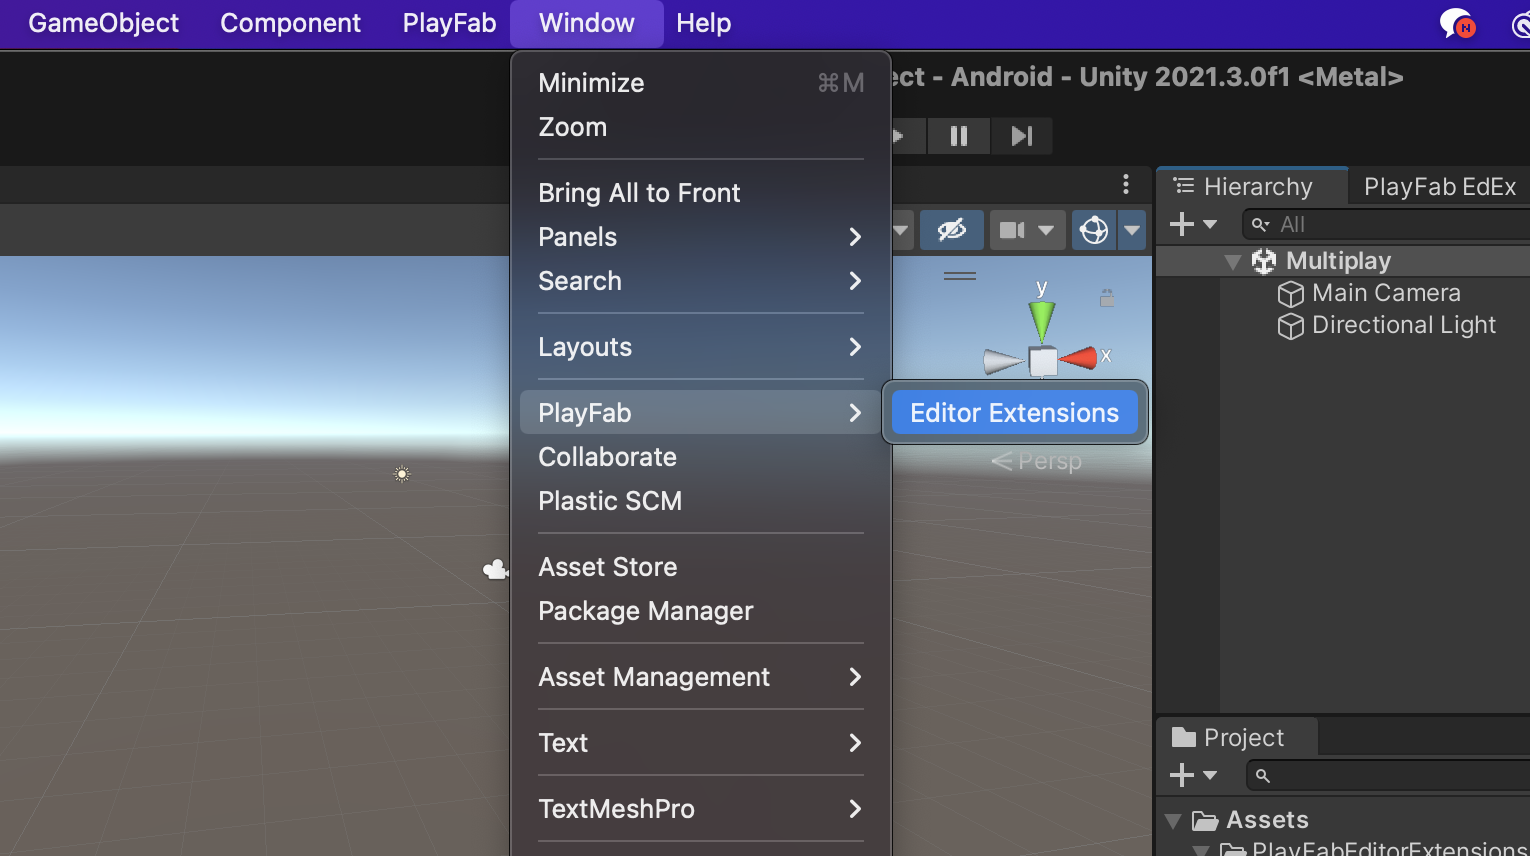 GameObject Component PlayFab Window Help
Minimize ⌘M
Zoom
Bring All to Front
Panels
Search
Layouts
PlayFab
Collaborate
Plastic SCM
Asset Store
Package Manager
Asset Management
Text
TextMeshPro
Editor Extensions
ect - Android - Unity 2021.3.0f1 <Metal>
y
x
Persp
Hierarchy PlayFab EdEx
All
Multiplay
Main Camera
Directional Light
Project
Assets
PlayFabEditorExtensions